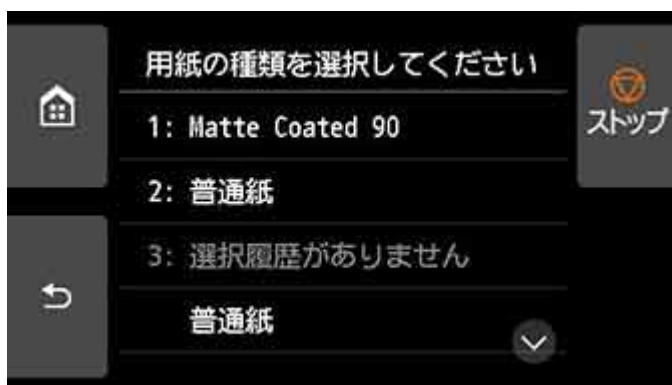 用紙の種類を選択してください
1: Matte Coated 90
ストップ
2: 普通紙
3: 選択履歴がありません
普通紙